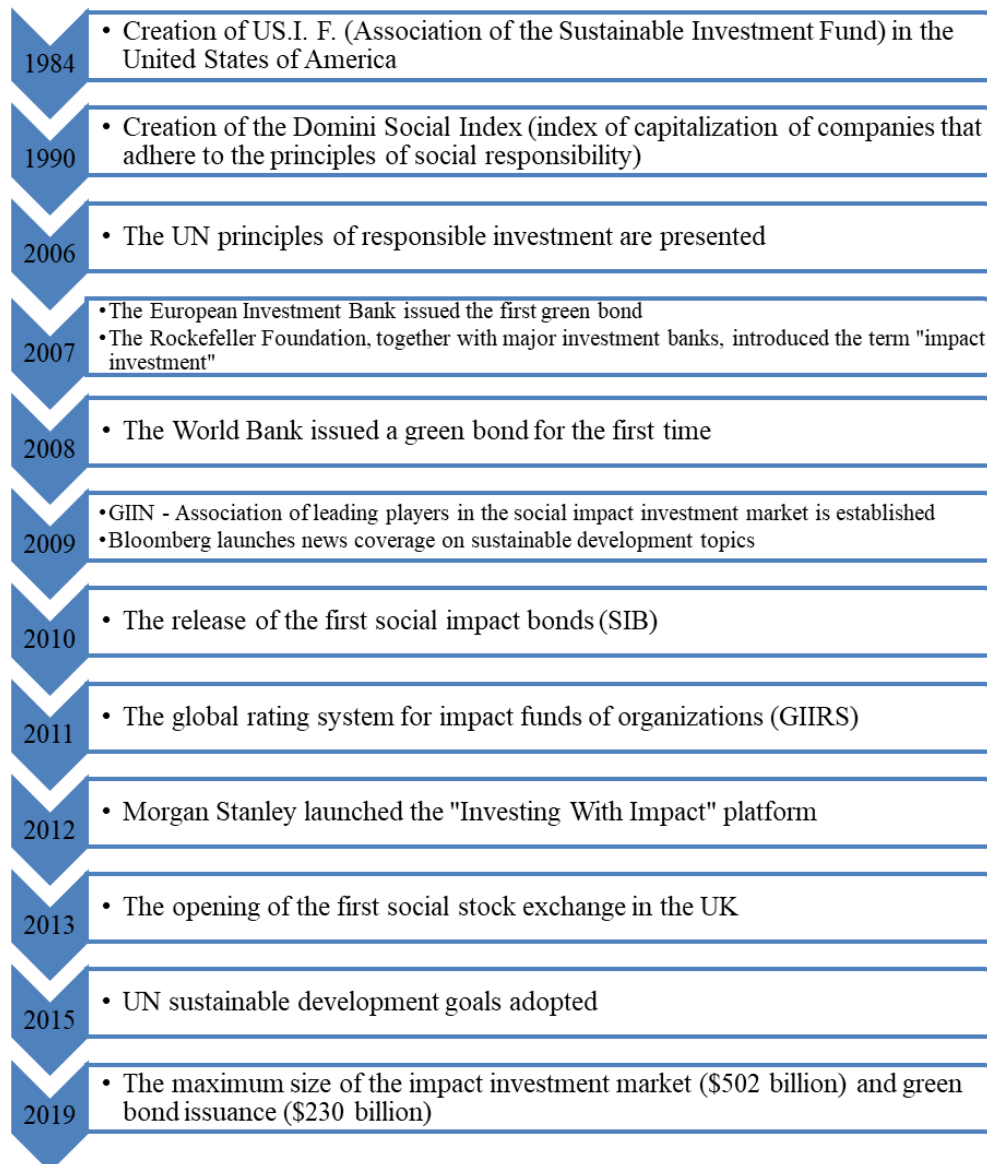 1984
• Creation of US.I. F. (Association of the Sustainable Investment Fund) in the
United States of America
1990
• Creation of the Domini Social Index (index of capitalization of companies that
adhere to the principles of social responsibility)
2006
• The UN principles of responsible investment are presented
2007
•The European Investment Bank issued the first green bond
•The Rockefeller Foundation, together with major investment banks, introduced the term "impact
investment"
2008
• The World Bank issued a green bond for the first time
2009
•GIIN - Association of leading players in the social impact investment market is established
•Bloomberg launches news coverage on sustainable development topics
2010
• The release of the first social impact bonds (SIB)
2011
• The global rating system for impact funds of organizations (GIIRS)
2012
• Morgan Stanley launched the "Investing With Impact" platform
2013
• The opening of the first social stock exchange in the UK
2015
• UN sustainable development goals adopted
2019
• The maximum size of the impact investment market ($502 billion) and green
bond issuance ($230 billion)